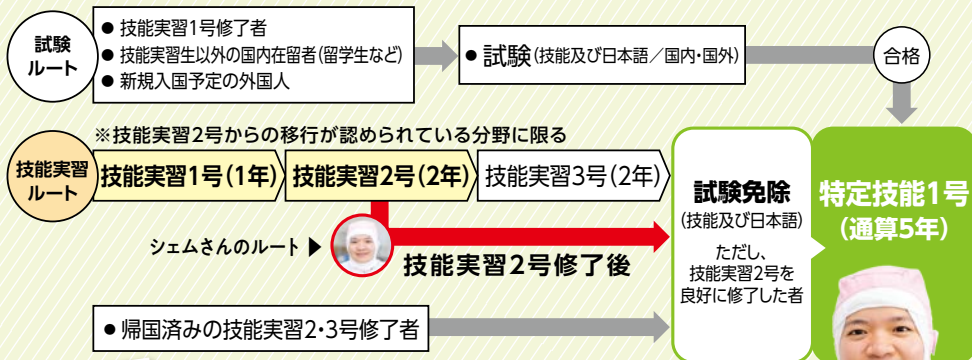 試験
ルート
● 技能実習1号修了者
● 技能実習生以外の国内在留者(留学生など)
● 新規入国予定の外国人
● 試験(技能及び日本語／国内・国外)
合格
※技能実習2号からの移行が認められている分野に限る
技能実習
ルート
技能実習1号(1年)
技能実習2号(2年)
技能実習3号(2年)
シェムさんのルート ▶
技能実習2号修了後
● 帰国済みの技能実習2・3号修了者
試験免除
(技能及び日本語)
ただし、
技能実習2号を
良好に修了した者
特定技能1号
(通算5年)